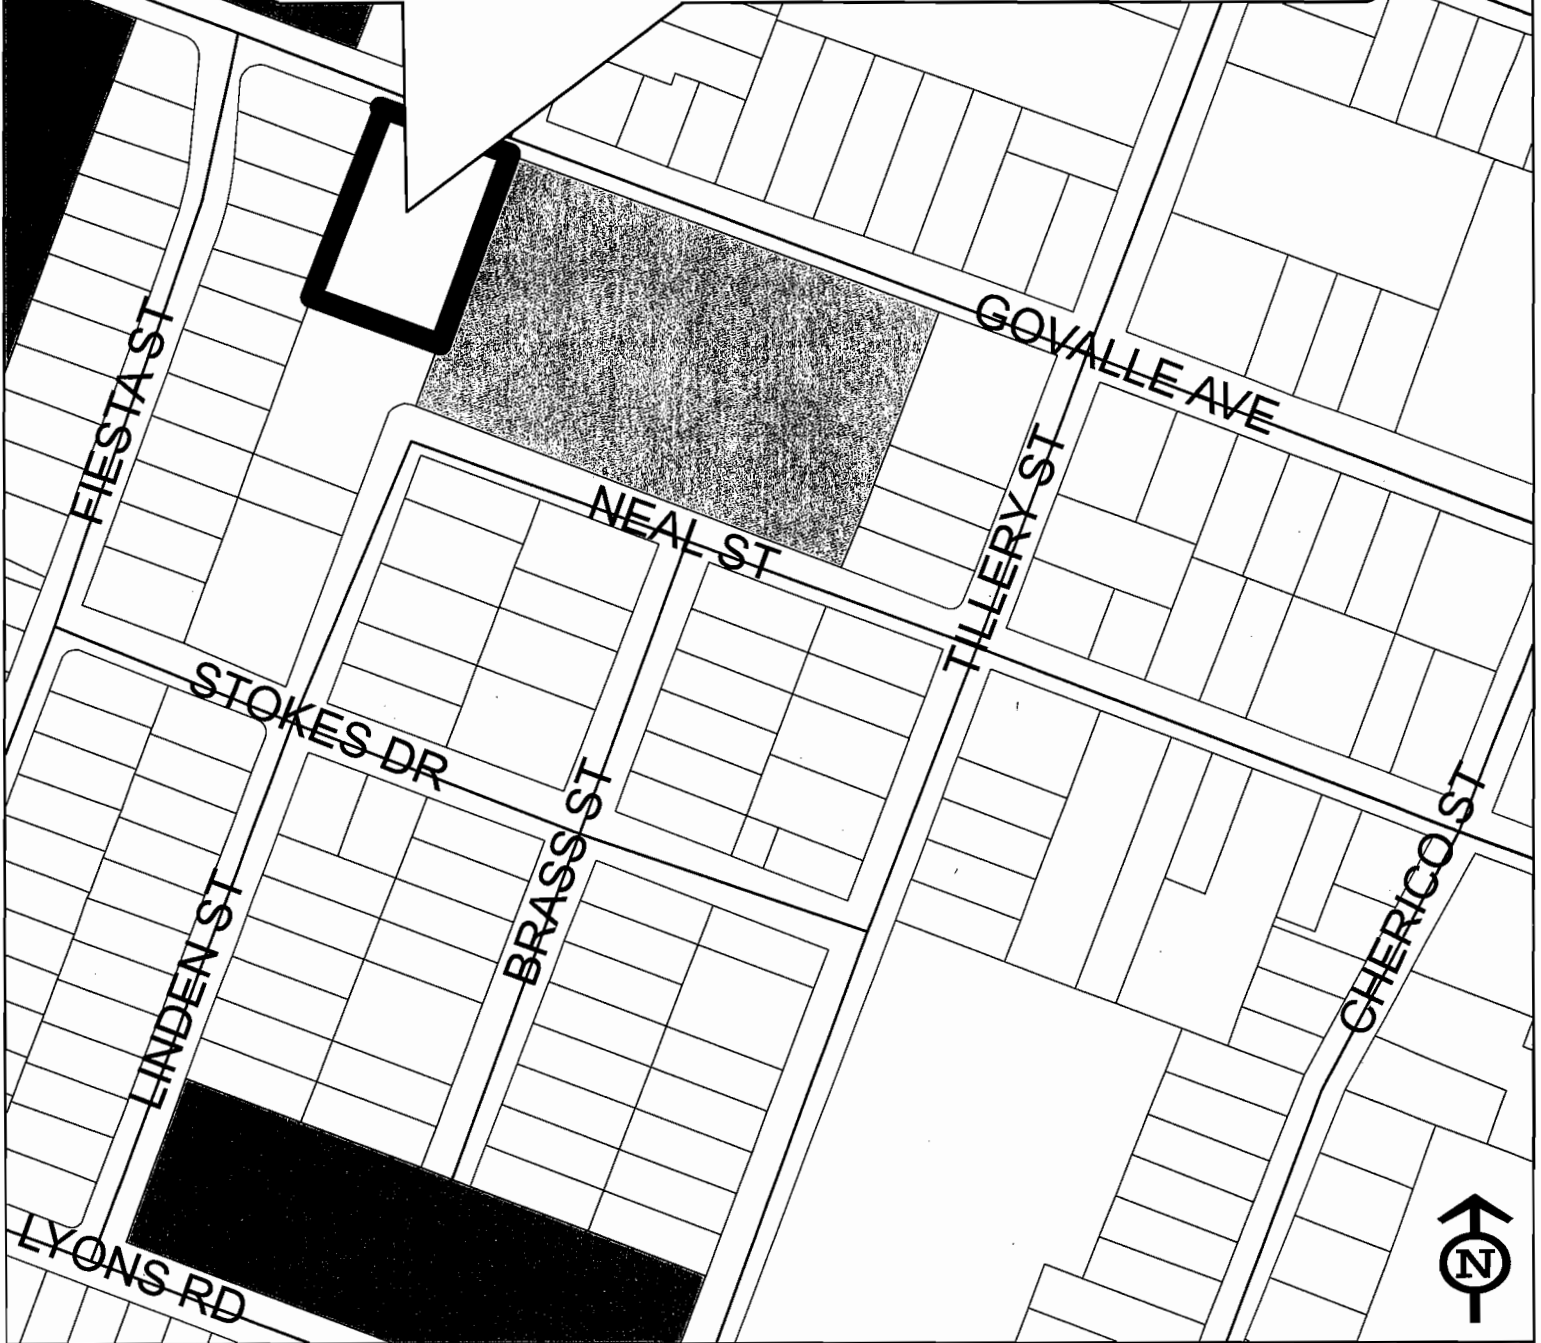 GOVALLE AVE
FIESTA ST
TILLERY ST
NEAL ST
STOKES DR
BRASS ST
CHERICO ST
LINDEN ST
LYONS RD
N